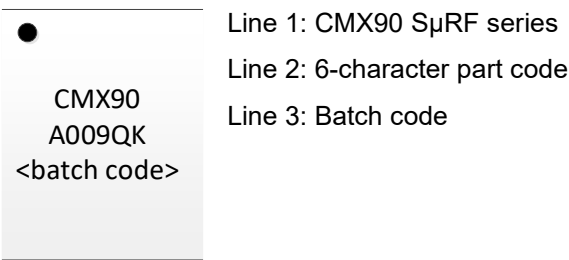 CMX90
A009QK
<batch code>
Line 1: CMX90 SµRF series
Line 2: 6-character part code
Line 3: Batch code